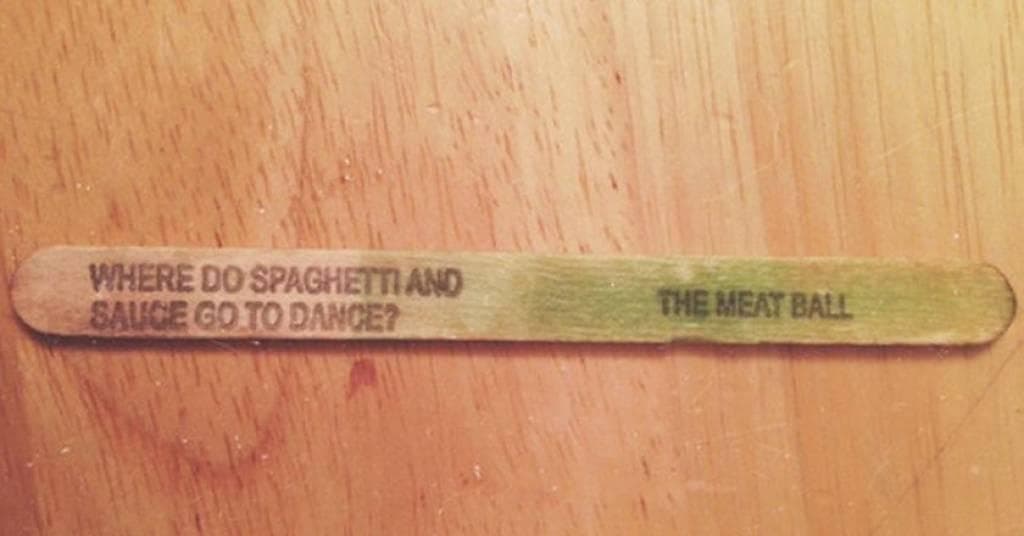 WHERE DO SPAGHETTI AND
SAUCE GO TO DANCE?
THE MEAT BALL